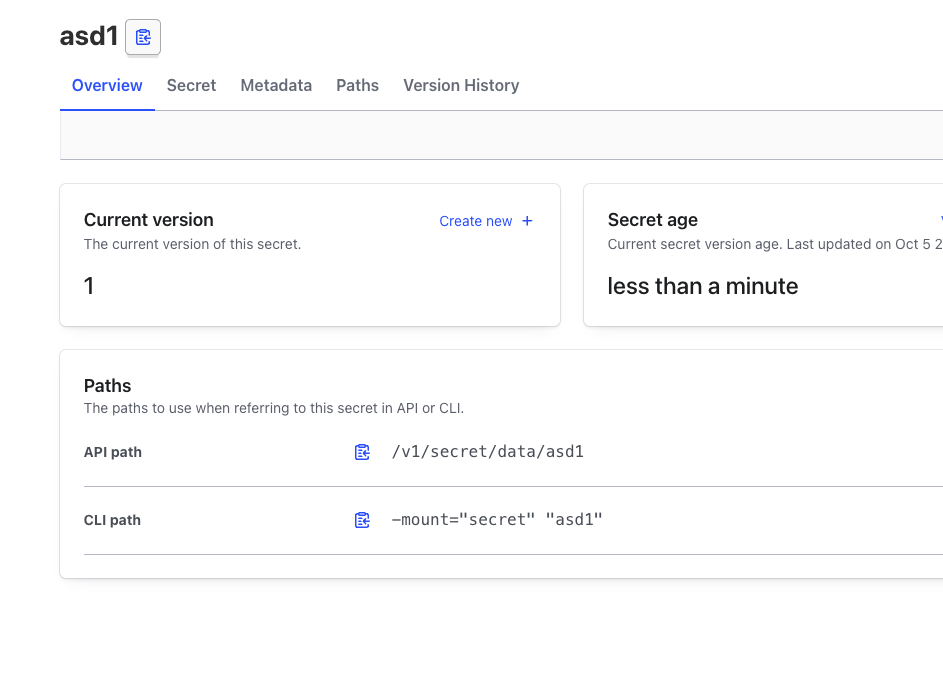 asd1
Overview Secret Metadata Paths Version History
Current version
Create new +
The current version of this secret.
1
Secret age
Current secret version age. Last updated on Oct 5 2
less than a minute
Paths
The paths to use when referring to this secret in API or CLI.
API path /v1/secret/data/asd1
CLI path -mount="secret" "asd1"